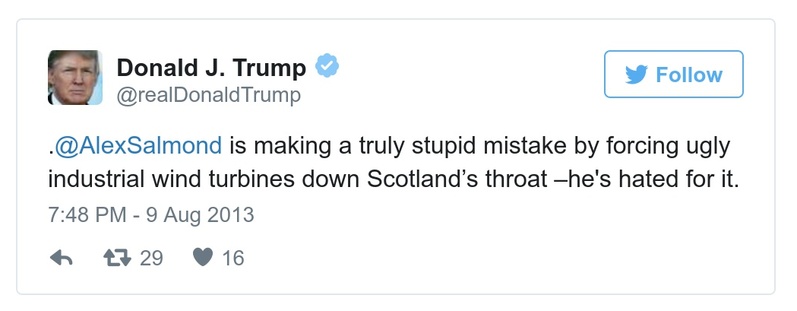 Donald J. Trump
@realDonaldTrump
Follow
.@AlexSalmond is making a truly stupid mistake by forcing ugly
industrial wind turbines down Scotland’s throat –he's hated for it.
7:48 PM - 9 Aug 2013
29
16